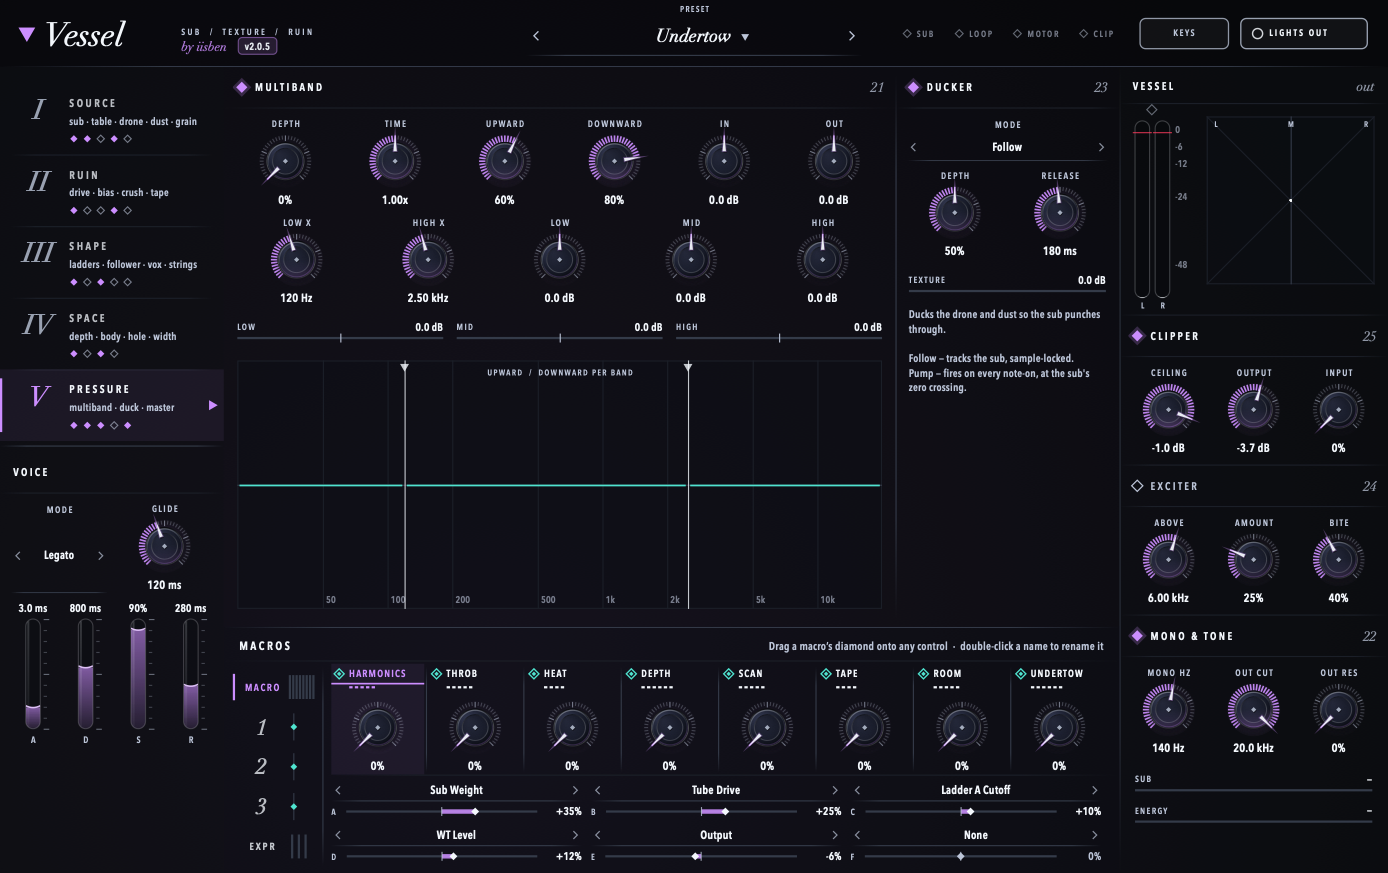 PRESET
Vessel
SUB / TEXTURE / RUIN
by iisben v2.0.5
Undertow
SUB LOOP MOTOR CLIP
KEYS
LIGHTS OUT
I
SOURCE
sub · table · drone · dust · grain
II
RUIN
drive · bias · crush · tape
III
SHAPE
ladders · follower · vox · strings
IV
SPACE
depth · body · hole · width
V
PRESSURE
multiband · duck · master
VOICE
MODE
GLIDE
Legato
120 ms
3.0 ms 800 ms 90% 280 ms
A D S R
MULTIBAND 21
DEPTH TIME UPWARD DOWNWARD IN OUT
0% 1.00x 60% 80% 0.0 dB 0.0 dB
LOW X HIGH X LOW MID HIGH
120 Hz 2.50 kHz 0.0 dB 0.0 dB 0.0 dB
LOW 0.0 dB MID 0.0 dB HIGH 0.0 dB
UPWARD / DOWNWARD PER BAND
50 100 200 500 1k 2k 5k 10k
DUCKER 23
MODE
Follow
DEPTH RELEASE
50% 180 ms
TEXTURE 0.0 dB
Ducks the drone and dust so the sub punches
through.
Follow – tracks the sub, sample-locked.
Pump – fires on every note-on, at the sub's
zero crossing.
VESSEL out
0
-6
-12
-24
-48
L R
L M R
CLIPPER 25
CEILING OUTPUT INPUT
-1.0 dB -3.7 dB 0%
EXCITER 24
ABOVE AMOUNT BITE
6.00 kHz 25% 40%
MONO & TONE 22
MONO HZ OUT CUT OUT RES
140 Hz 20.0 kHz 0%
SUB –
ENERGY –
MACROS
Drag a macro's diamond onto any control · double-click a name to rename it
MACRO
1
2
3
EXPR
HARMONICS THROB HEAT DEPTH SCAN TAPE ROOM UNDERTOW
0% 0% 0% 0% 0% 0% 0% 0%
Sub Weight Tube Drive Ladder A Cutoff
A +35% B +25% C +10%
WT Level Output None
D +12% E -6% F 0%